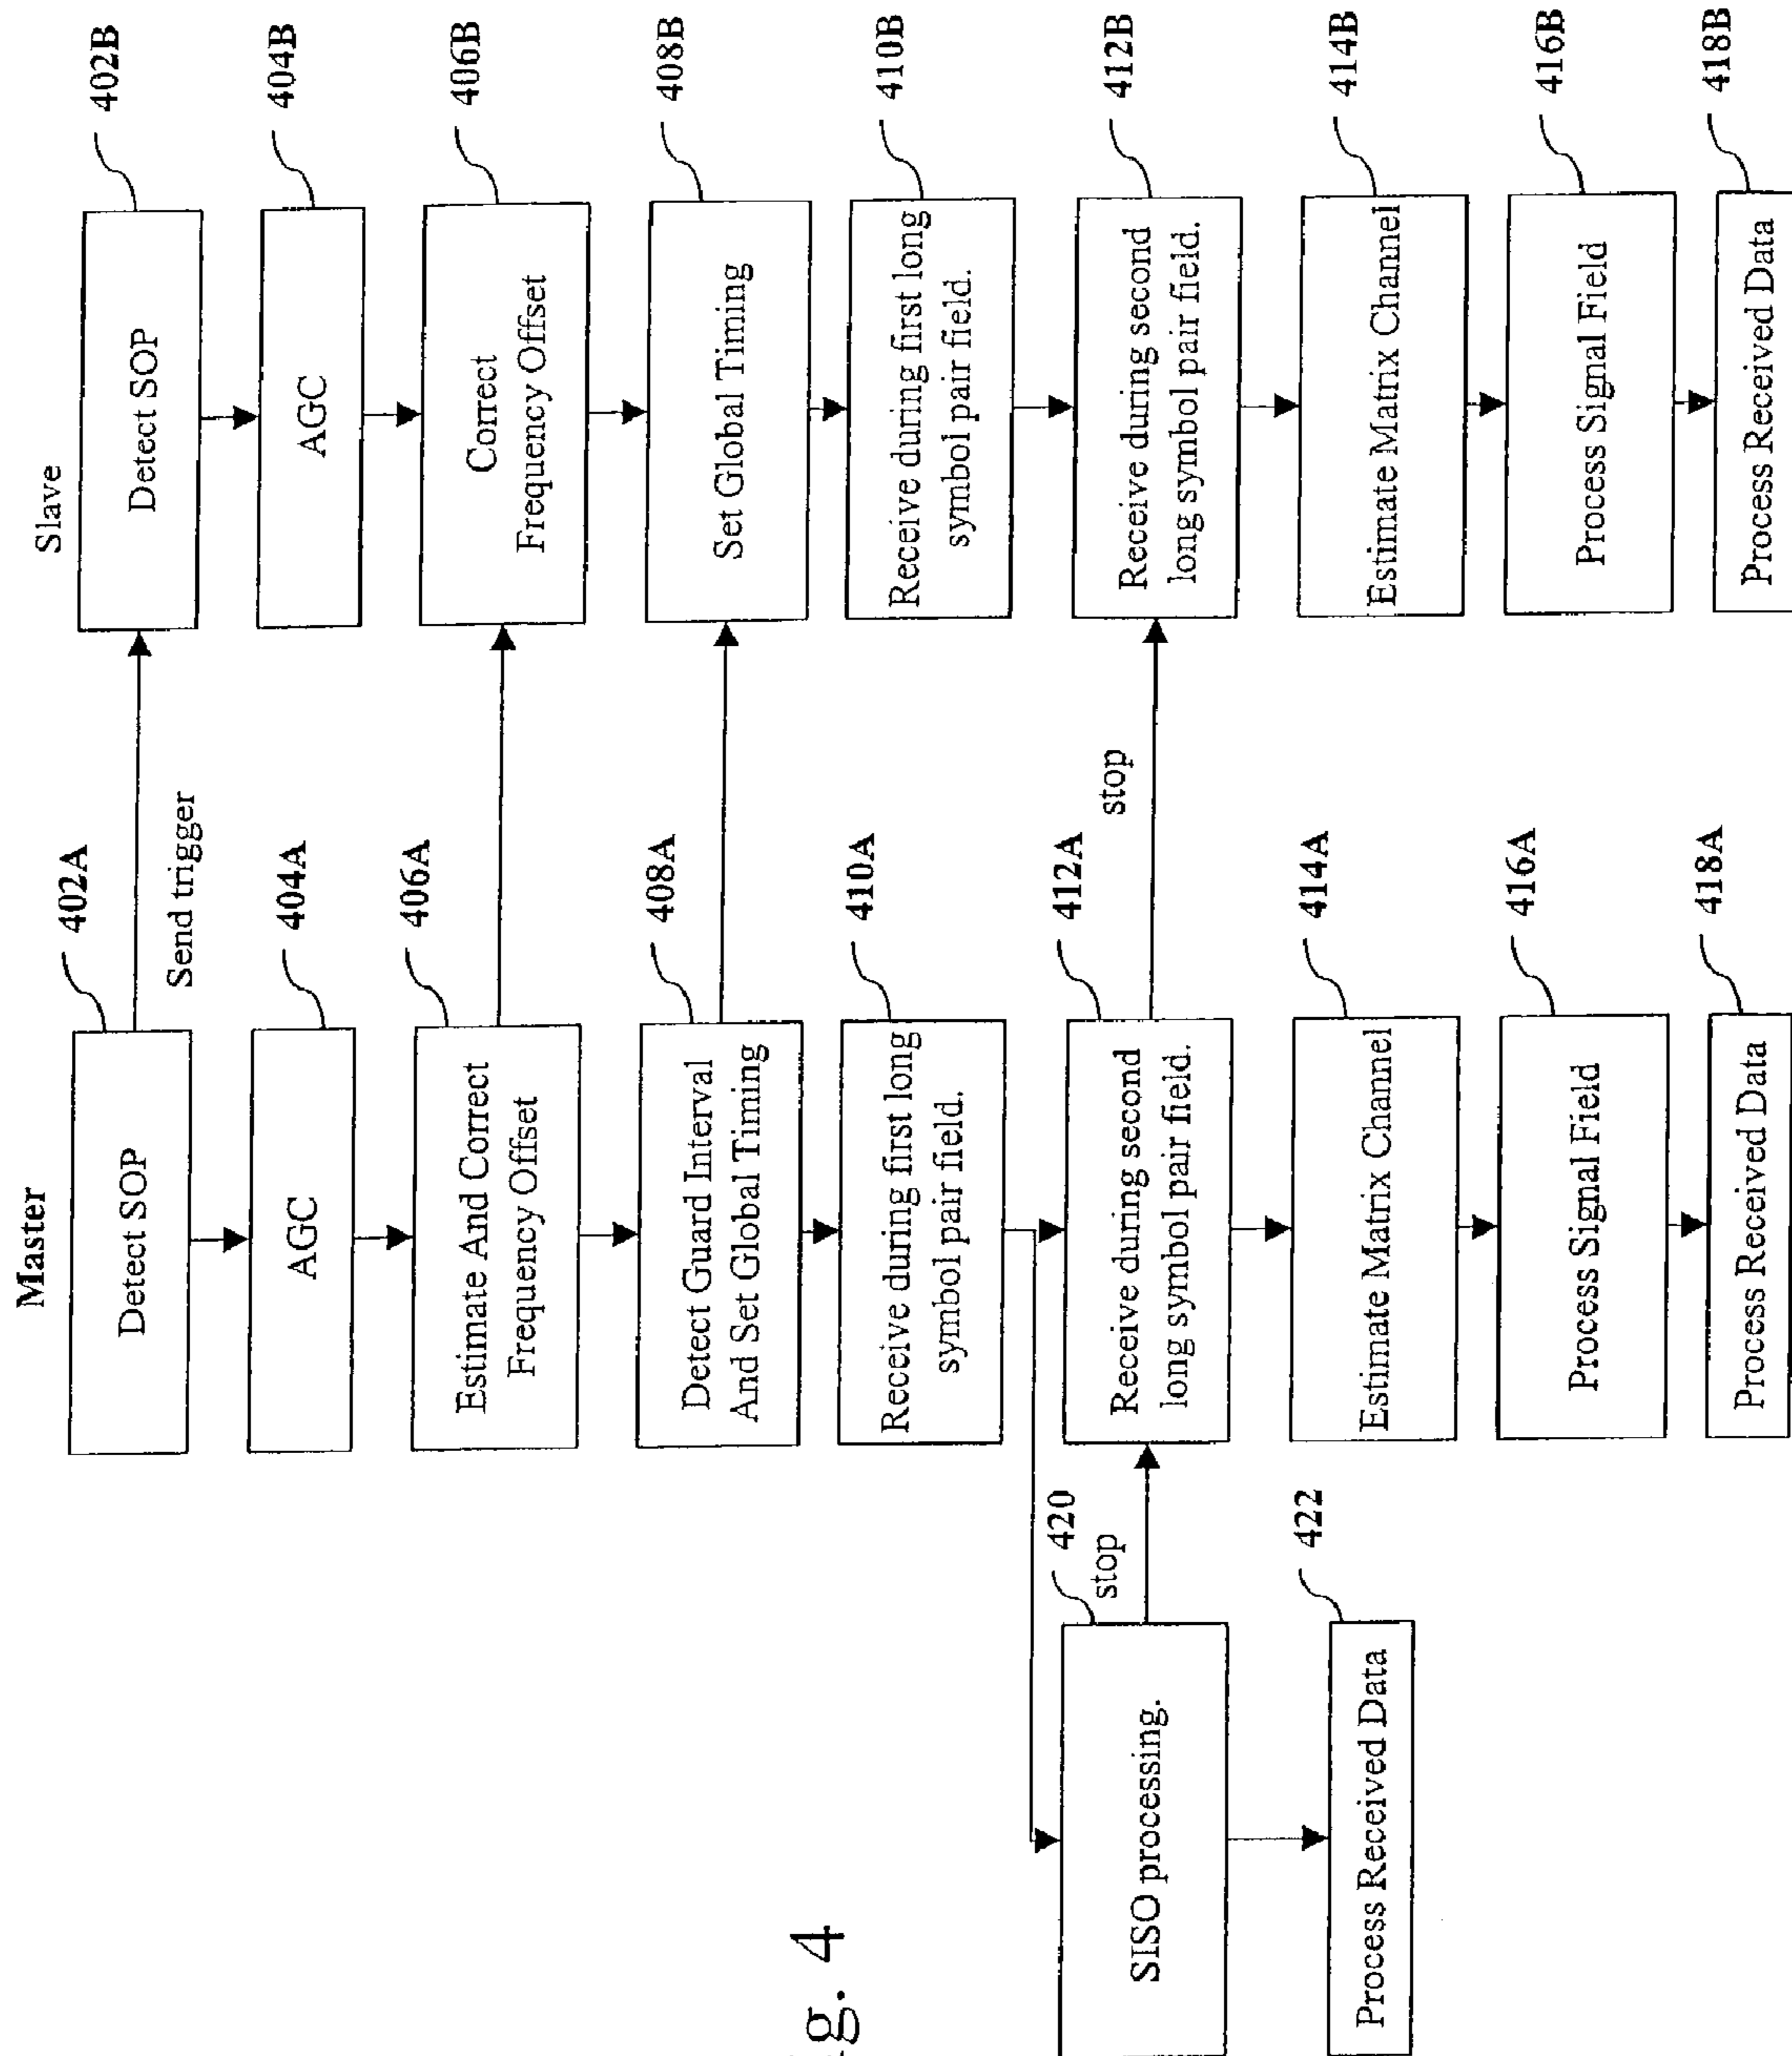 Master
Slave
Detect SOP
402A
Send trigger
Detect SOP
402B
AGC
404A
AGC
404B
Estimate And Correct
Frequency Offset
406A
Correct
Frequency Offset
406B
Detect Guard Interval
And Set Global Timing
408A
Set Global Timing
408B
Receive during first long
symbol pair field.
410A
Receive during first long
symbol pair field.
410B
SISO processing.
420
stop
Receive during second
long symbol pair field.
412A
stop
Receive during second
long symbol pair field.
412B
Process Received Data
422
Estimate Matrix Channel
414A
Estimate Matrix Channel
414B
Process Signal Field
416A
Process Signal Field
416B
Process Received Data
418A
Process Received Data
418B
g. 4